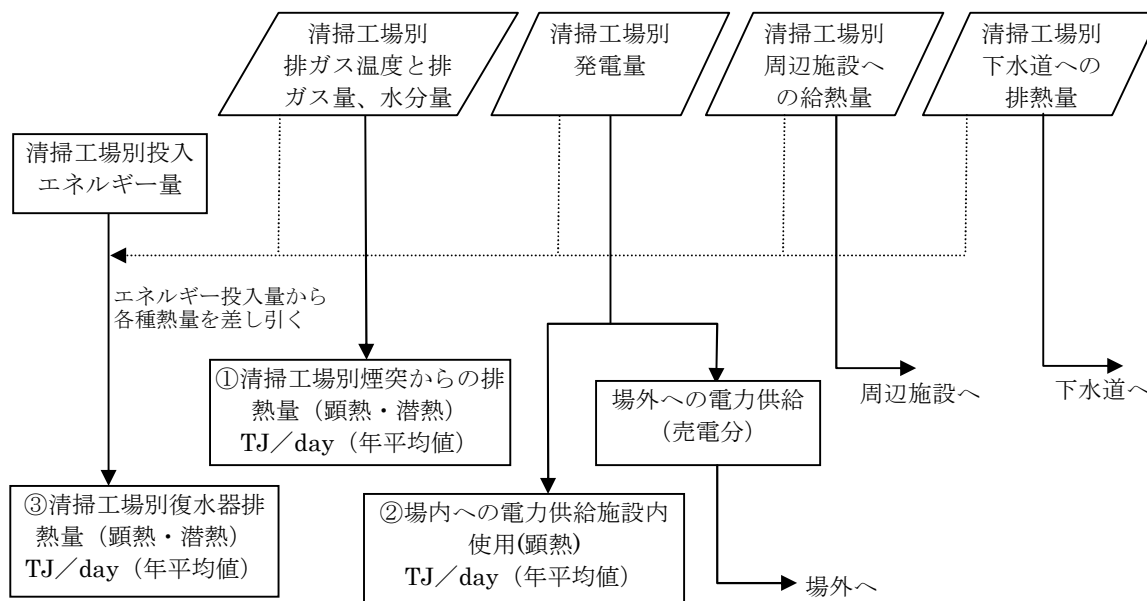 清掃工場別
排ガス温度と排
ガス量、水分量
清掃工場別
発電量
清掃工場別
周辺施設へ
の給熱量
清掃工場別
下水道への
排熱量
清掃工場別投入
エネルギー量
エネルギー投入量から
各種熱量を差し引く
①清掃工場別煙突からの排
熱量（顕熱・潜熱）
TJ／day（年平均値）
場外への電力供給
（売電分）
周辺施設へ
下水道へ
③清掃工場別復水器排
熱量（顕熱・潜熱）
TJ／day（年平均値）
②場内への電力供給施設内
使用(顕熱)
TJ／day（年平均値）
場外へ